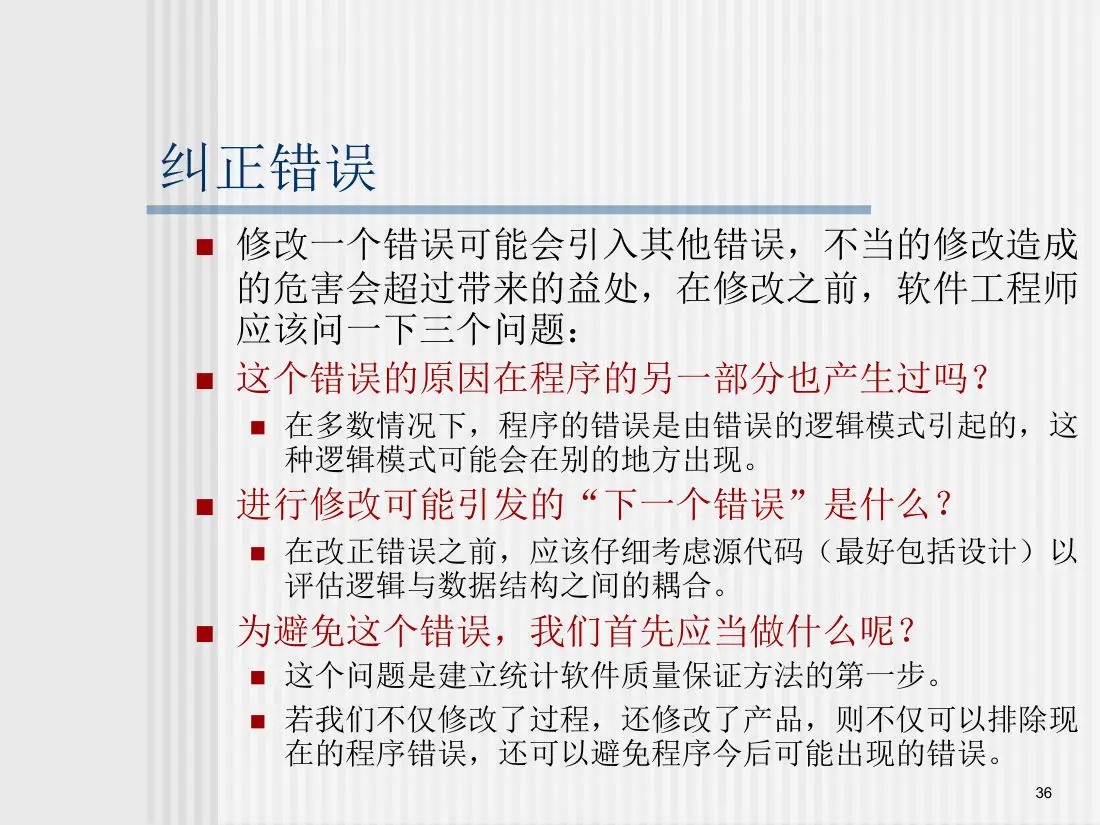 纠正错误
修改一个错误可能会引入其他错误，不当的修改造成
的危害会超过带来的益处，在修改之前，软件工程师
应该问一下三个问题：
这个错误的原因在程序的另一部分也产生过吗？
在多数情况下，程序的错误是由错误的逻辑模式引起的，这
种逻辑模式可能会在别的地方出现。
进行修改可能引发的“下一个错误”是什么？
在改正错误之前，应该仔细考虑源代码（最好包括设计）以
评估逻辑与数据结构之间的耦合。
为避免这个错误，我们首先应当做什么呢？
这个问题是建立统计软件质量保证方法的第一步。
若我们不仅修改了过程，还修改了产品，则不仅可以排除现
在的程序错误，还可以避免程序今后可能出现的错误。
36